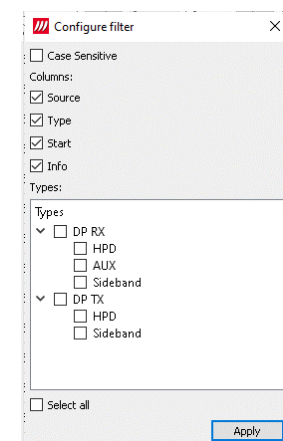 Configure filter
Case Sensitive
Columns:
Source
Type
Start
Info
Types:
Types
DP RX
HPD
AUX
Sideband
DP TX
HPD
Sideband
Select all
Apply